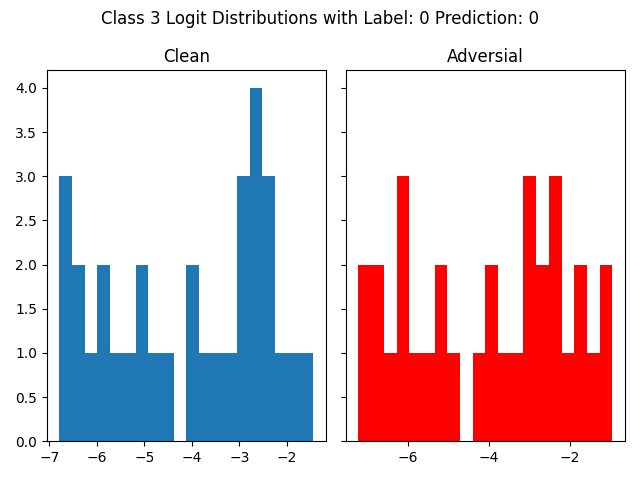 Class 3 Logit Distributions with Label: 0 Prediction: 0
Clean
Adversial
4.0
3.5
3.0
2.5
2.0
1.5
1.0
0.5
0.0
−7 −6 −5 −4 −3 −2
−6 −4 −2